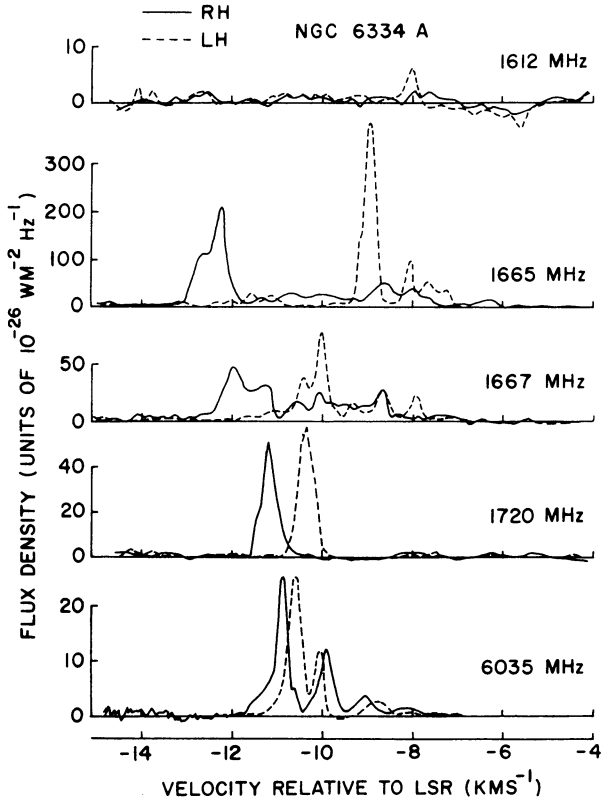 RH
LH
NGC 6334 A
1612 MHz
10
0
300
200
100
0
1665 MHz
50
0
1667 MHz
40
20
0
1720 MHz
20
10
0
6035 MHz
FLUX DENSITY (UNITS OF 10⁻²⁶ WM⁻² Hz⁻¹)
-14 -12 -10 -8 -6 -4
VELOCITY RELATIVE TO LSR (KMS⁻¹)